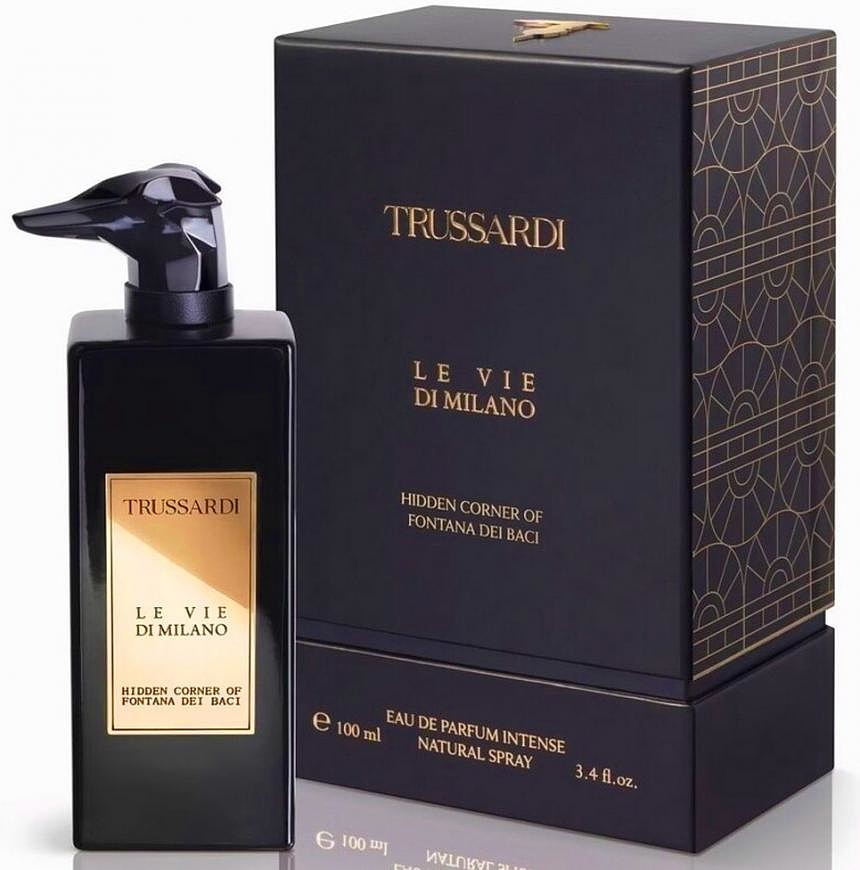 TRUSSARDI
LE VIE
DI MILANO
HIDDEN CORNER OF
FONTANA DEI BACI
TRUSSARDI
LE VIE
DI MILANO
HIDDEN CORNER OF
FONTANA DEI BACI
e 100 ml
EAU DE PARFUM INTENSE
NATURAL SPRAY
3.4 fl.oz.